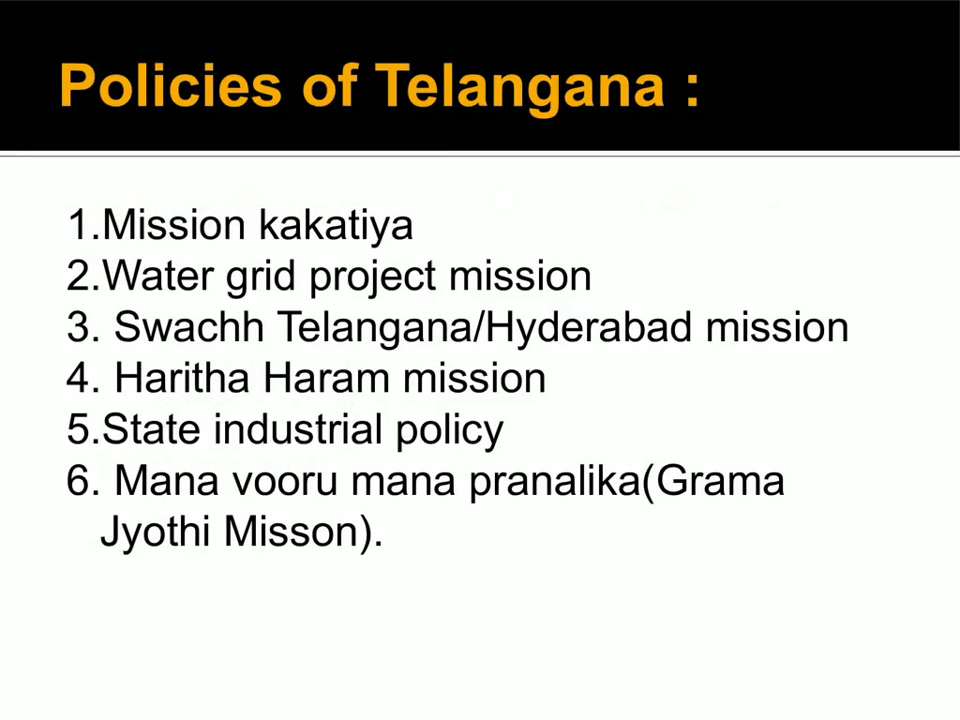 Policies of Telangana :
1.Mission kakatiya
2.Water grid project mission
3. Swachh Telangana/Hyderabad mission
4. Haritha Haram mission
5.State industrial policy
6. Mana vooru mana pranalika(Grama
Jyothi Misson).